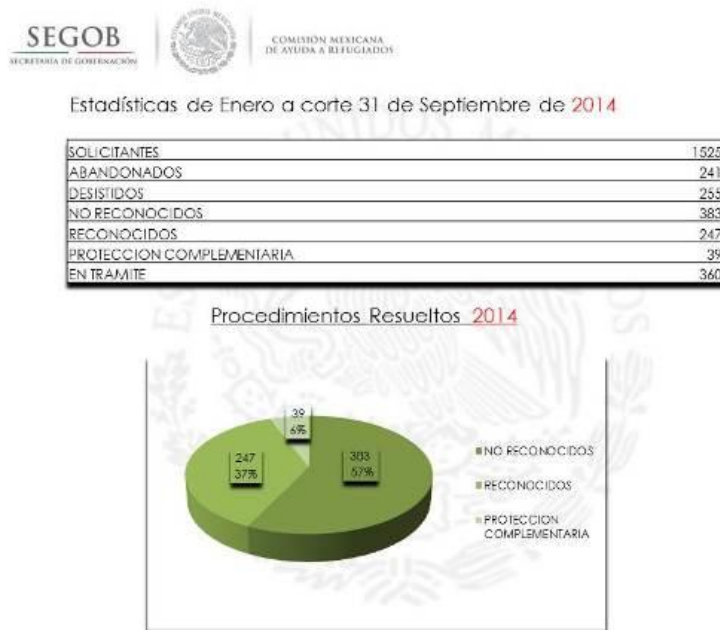 SEGOB
SECRETARÍA DE GOBERNACIÓN
COMISIÓN MEXICANA
DE AYUDA A REFUGIADOS
Estadísticas de Enero a corte 31 de Septiembre de 2014
SOLICITANTES 1525
ABANDONADOS 241
DESISTIDOS 255
NO RECONOCIDOS 383
RECONOCIDOS 247
PROTECCION COMPLEMENTARIA 39
EN TRAMITE 360
Procedimientos Resueltos 2014
39
6%
247
37%
383
57%
NO RECONOCIDOS
RECONOCIDOS
PROTECCION
COMPLEMENTARIA